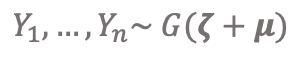 Y₁, …, Yₙ~ G(ζ + μ)